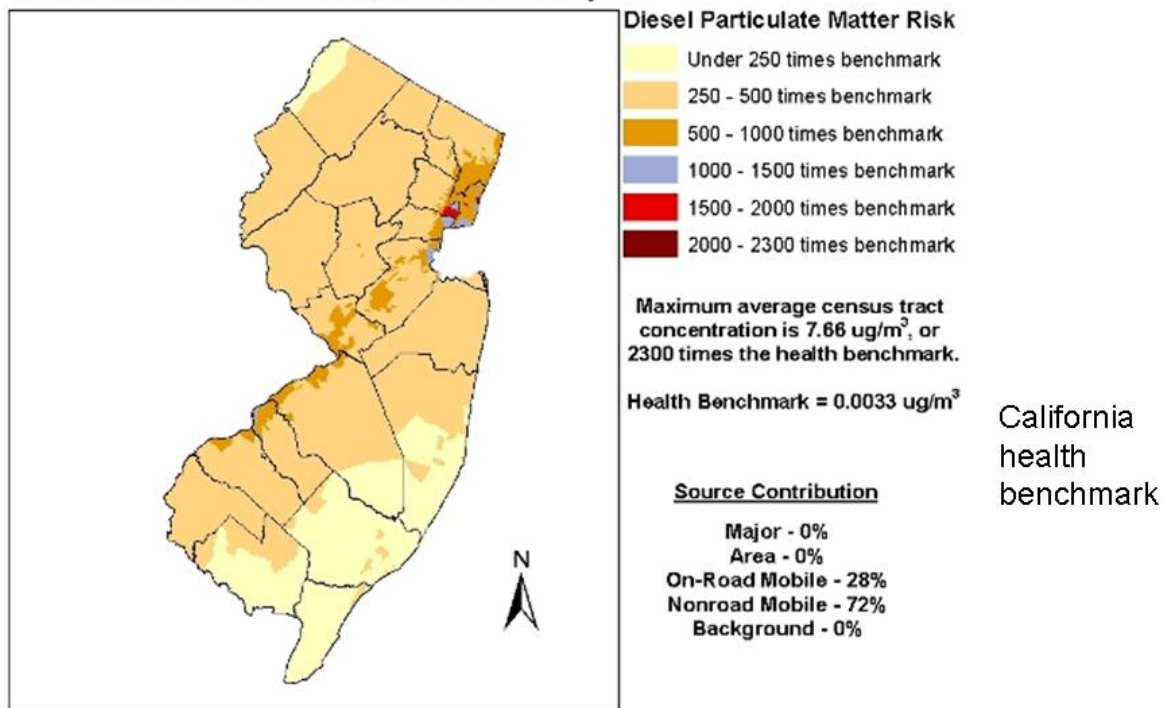 Diesel Particulate Matter Risk
Under 250 times benchmark
250 - 500 times benchmark
500 - 1000 times benchmark
1000 - 1500 times benchmark
1500 - 2000 times benchmark
2000 - 2300 times benchmark
Maximum average census tract
concentration is 7.66 ug/m³, or
2300 times the health benchmark.
Health Benchmark = 0.0033 ug/m³
California
health
benchmark
Source Contribution
Major - 0%
Area - 0%
On-Road Mobile - 28%
Nonroad Mobile - 72%
Background - 0%
N